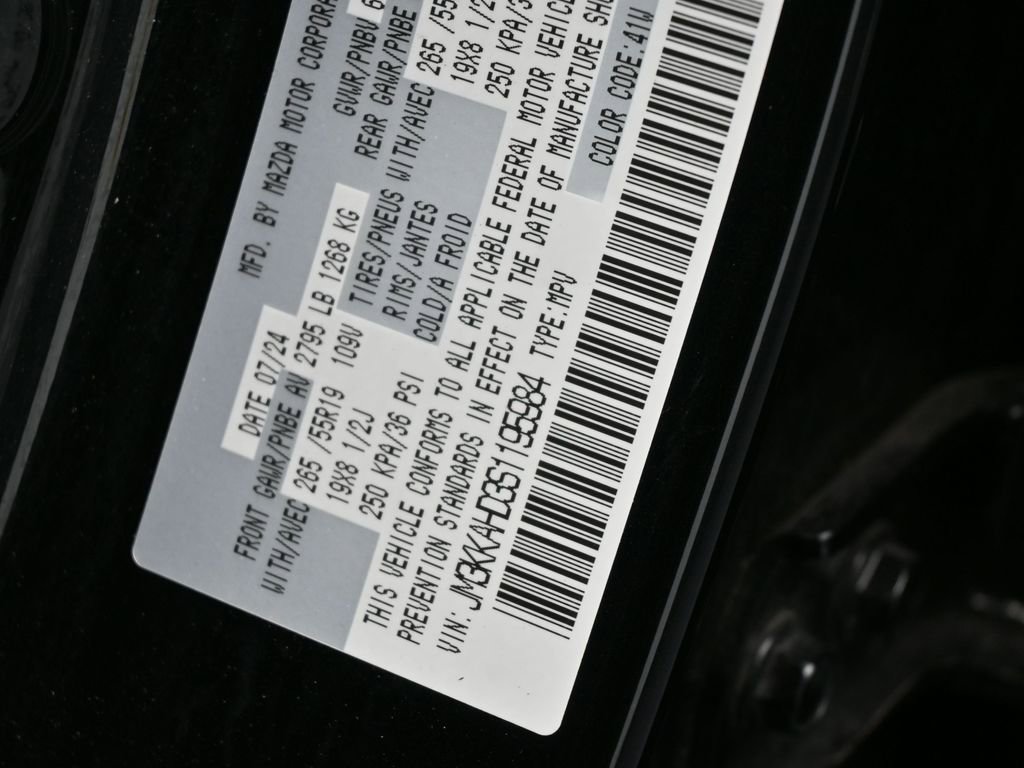 MFD. BY MAZDA MOTOR CORPORA
DATE 07/24
GVWR/PNBV 6
FRONT GAWR/PNBE AV 2795 LB 1268 KG
REAR GAWR/PNBE
WITH/AVEC 265 /55R19 109V
TIRES/PNEUS WITH/AVEC 265 /55
19X8 1/2J
RIMS/JANTES
19X8 1/2
250 KPA/36 PSI
COLD/A FROID
250 KPA/3
THIS VEHICLE CONFORMS TO ALL APPLICABLE FEDERAL MOTOR VEHICL
PREVENTION STANDARDS IN EFFECT ON THE DATE OF MANUFACTURE SHO
VIN: JM3KKAHD3S1195984 TYPE:MPV
COLOR CODE:41W